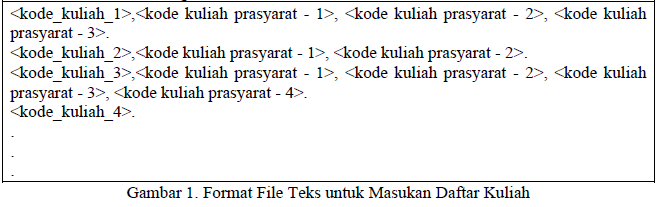 <kode_kuliah_1>,<kode kuliah prasyarat - 1>, <kode kuliah prasyarat - 2>, <kode kuliah
prasyarat - 3>.
<kode_kuliah_2>,<kode kuliah prasyarat - 1>, <kode kuliah prasyarat - 2>.
<kode_kuliah_3>,<kode kuliah prasyarat - 1>, <kode kuliah prasyarat - 2>, <kode kuliah
prasyarat - 3>, <kode kuliah prasyarat - 4>.
<kode_kuliah_4>.
.
.
.
Gambar 1. Format File Teks untuk Masukan Daftar Kuliah